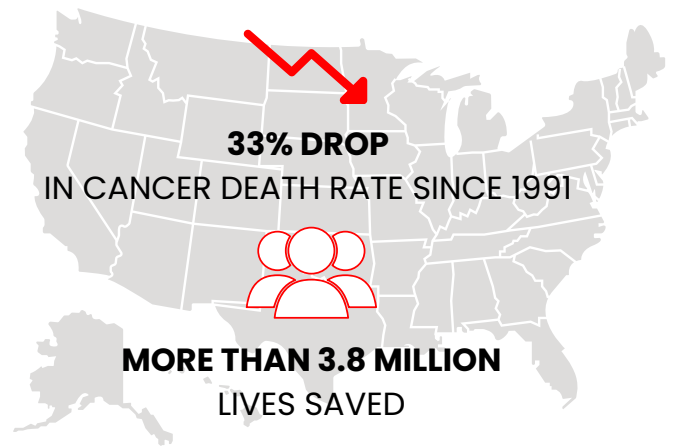 33% DROP
IN CANCER DEATH RATE SINCE 1991
MORE THAN 3.8 MILLION
LIVES SAVED